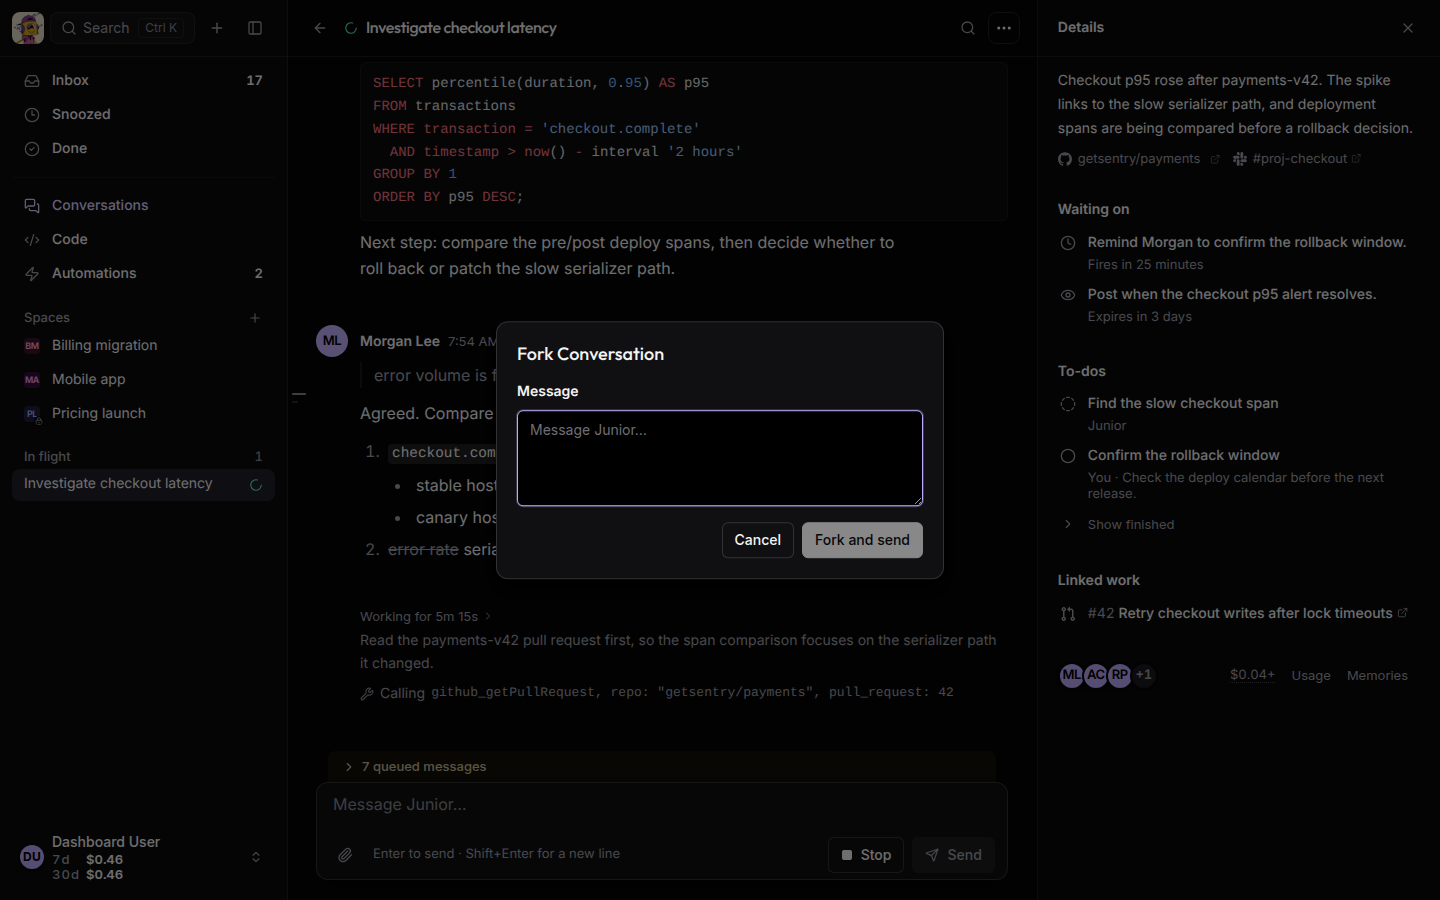 Search Ctrl K
Inbox 17
Snoozed
Done
Conversations
Code
Automations 2
Spaces
BM Billing migration
MA Mobile app
PL Pricing launch
In flight 1
Investigate checkout latency
DU Dashboard User
7d $0.46
30d $0.46
Investigate checkout latency
SELECT percentile(duration, 0.95) AS p95
FROM transactions
WHERE transaction = 'checkout.complete'
AND timestamp > now() - interval '2 hours'
GROUP BY 1
ORDER BY p95 DESC;
Next step: compare the pre/post deploy spans, then decide whether to
roll back or patch the slow serializer path.
ML Morgan Lee 7:54 AM
error volume is
Agreed. Compare
1. checkout.com
stable host
canary hos
2. error rate seria
Working for 5m 15s
Read the payments-v42 pull request first, so the span comparison focuses on the serializer path
it changed.
Calling github_getPullRequest, repo: "getsentry/payments", pull_request: 42
7 queued messages
Message Junior...
Enter to send · Shift+Enter for a new line
Stop
Send
Fork Conversation
Message
Message Junior...
Cancel
Fork and send
Details
Checkout p95 rose after payments-v42. The spike
links to the slow serializer path, and deployment
spans are being compared before a rollback decision.
getsentry/payments #proj-checkout
Waiting on
Remind Morgan to confirm the rollback window.
Fires in 25 minutes
Post when the checkout p95 alert resolves.
Expires in 3 days
To-dos
Find the slow checkout span
Junior
Confirm the rollback window
You · Check the deploy calendar before the next
release.
Show finished
Linked work
#42 Retry checkout writes after lock timeouts
ML AC RP +1 $0.04+ Usage Memories